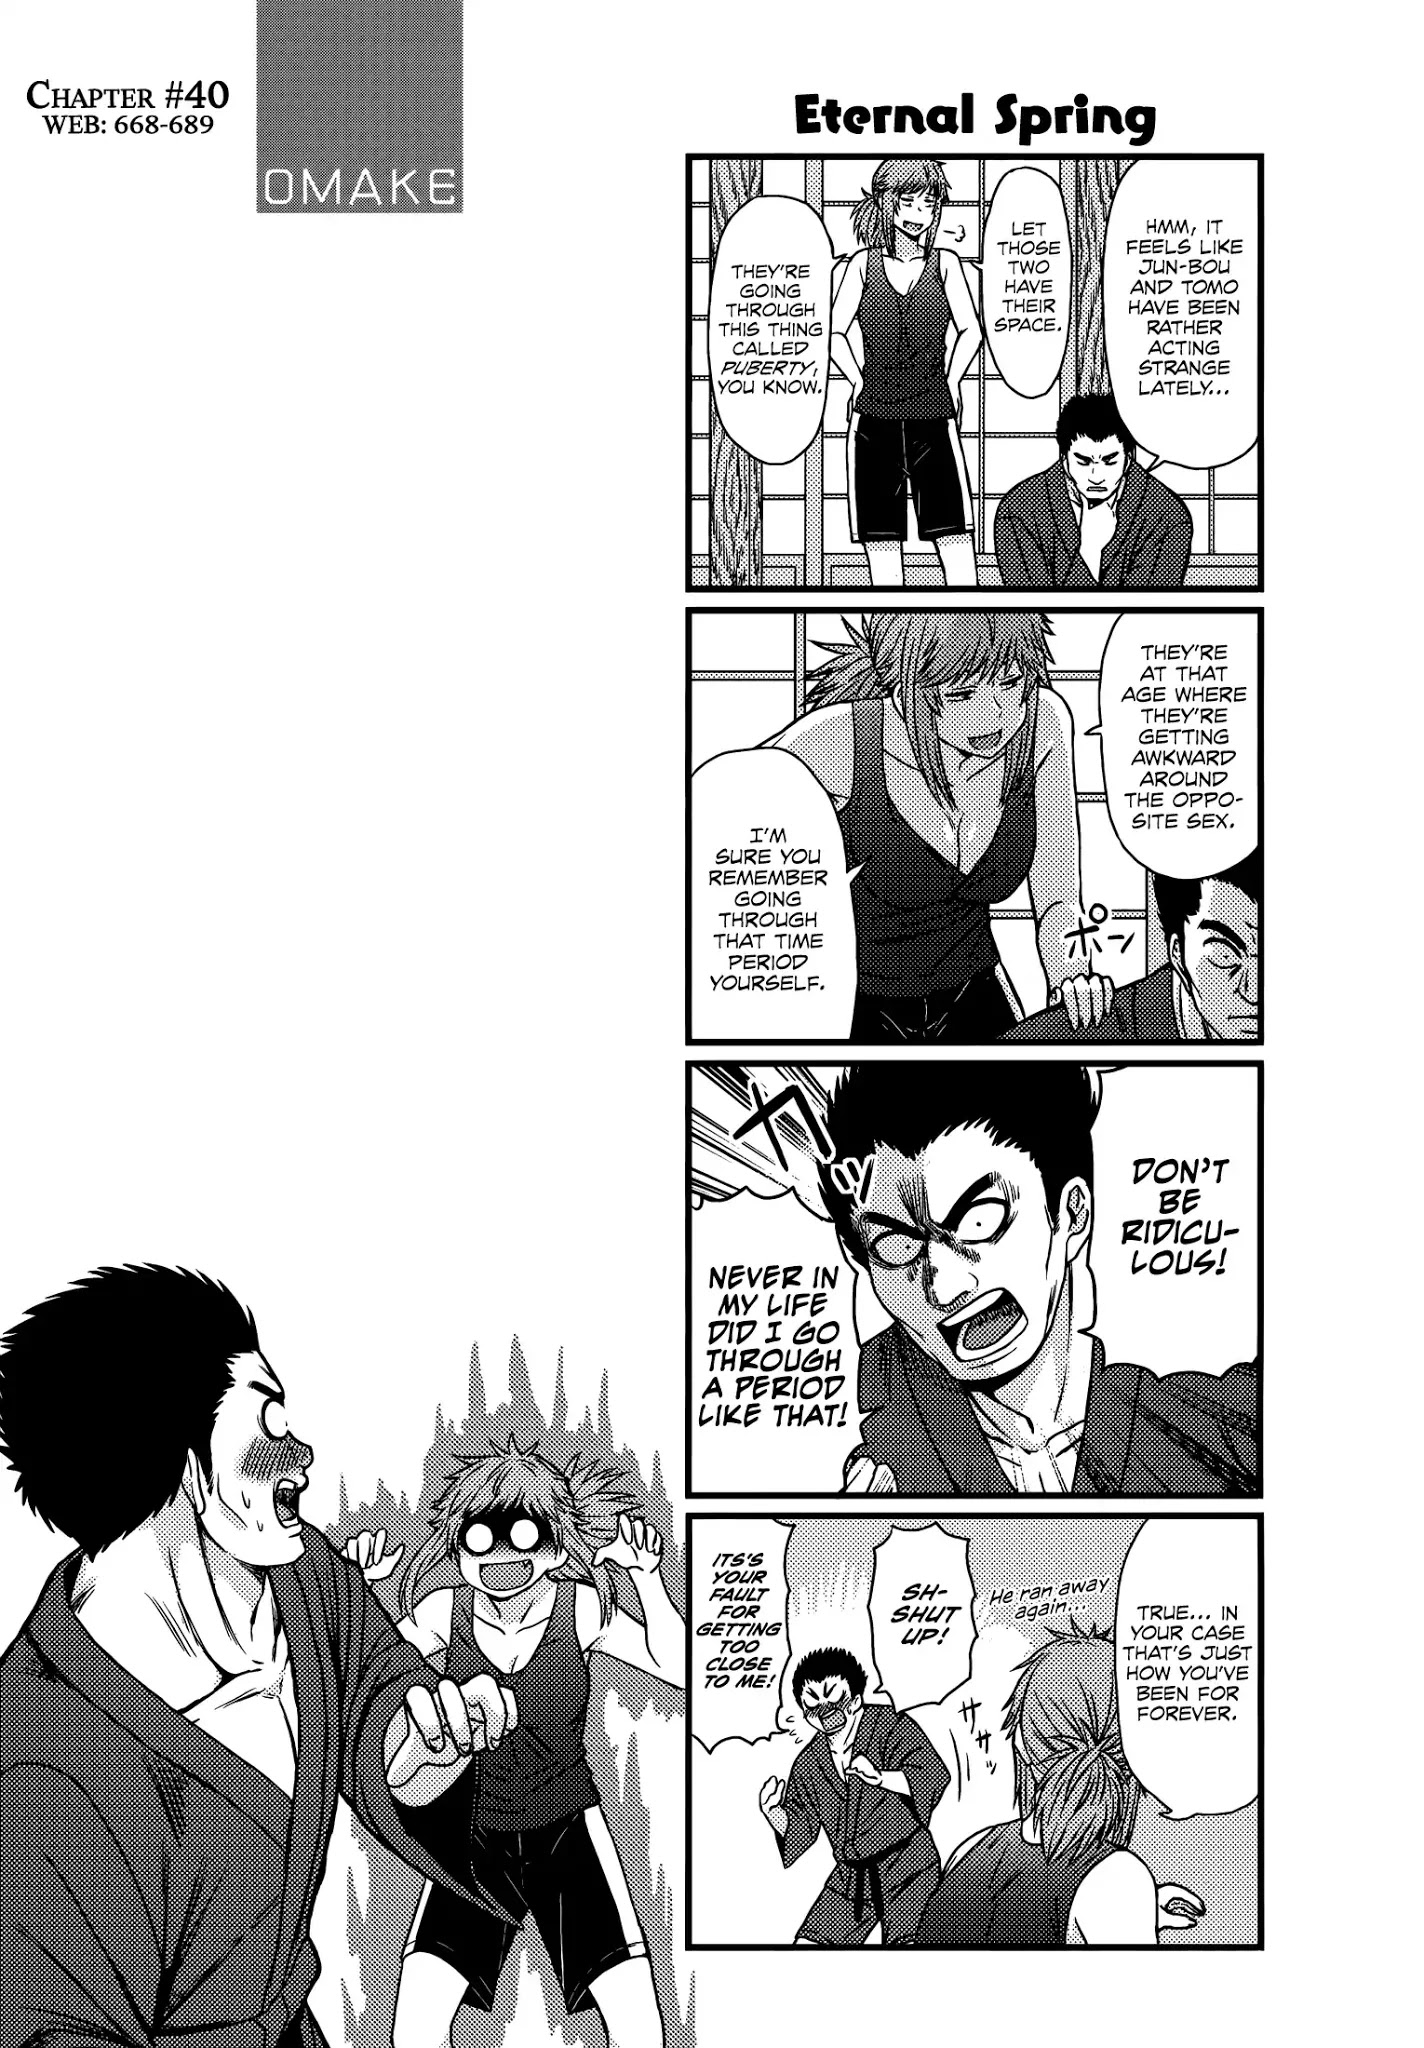 CHAPTER #40
WEB: 668-689
OMAKE
Eternal Spring
HMM, IT
FEELS LIKE
JUN-BOU
AND TOMO
HAVE BEEN
RATHER
ACTING
STRANGE
LATELY...
LET
THOSE
TWO
HAVE
THEIR
SPACE.
THEY'RE
GOING
THROUGH
THIS THING
CALLED
PUBERTY,
YOU KNOW.
THEY'RE
AT THAT
AGE WHERE
THEY'RE
GETTING
AWKWARD
AROUND
THE OPPO-
SITE SEX.
I'M
SURE YOU
REMEMBER
GOING
THROUGH
THAT TIME
PERIOD
YOURSELF.
ポン
DON'T
BE
RIDICU-
LOUS!
カッ
NEVER IN
MY LIFE
DID I GO
THROUGH
A PERIOD
LIKE THAT!
TRUE... IN
YOUR CASE
THAT'S JUST
HOW YOU'VE
BEEN FOR
FOREVER.
He ran away
again...
ササッ
SH-
SHUT
UP!
ITS'S
YOUR
FAULT
FOR
GETTING
TOO
CLOSE
TO ME!